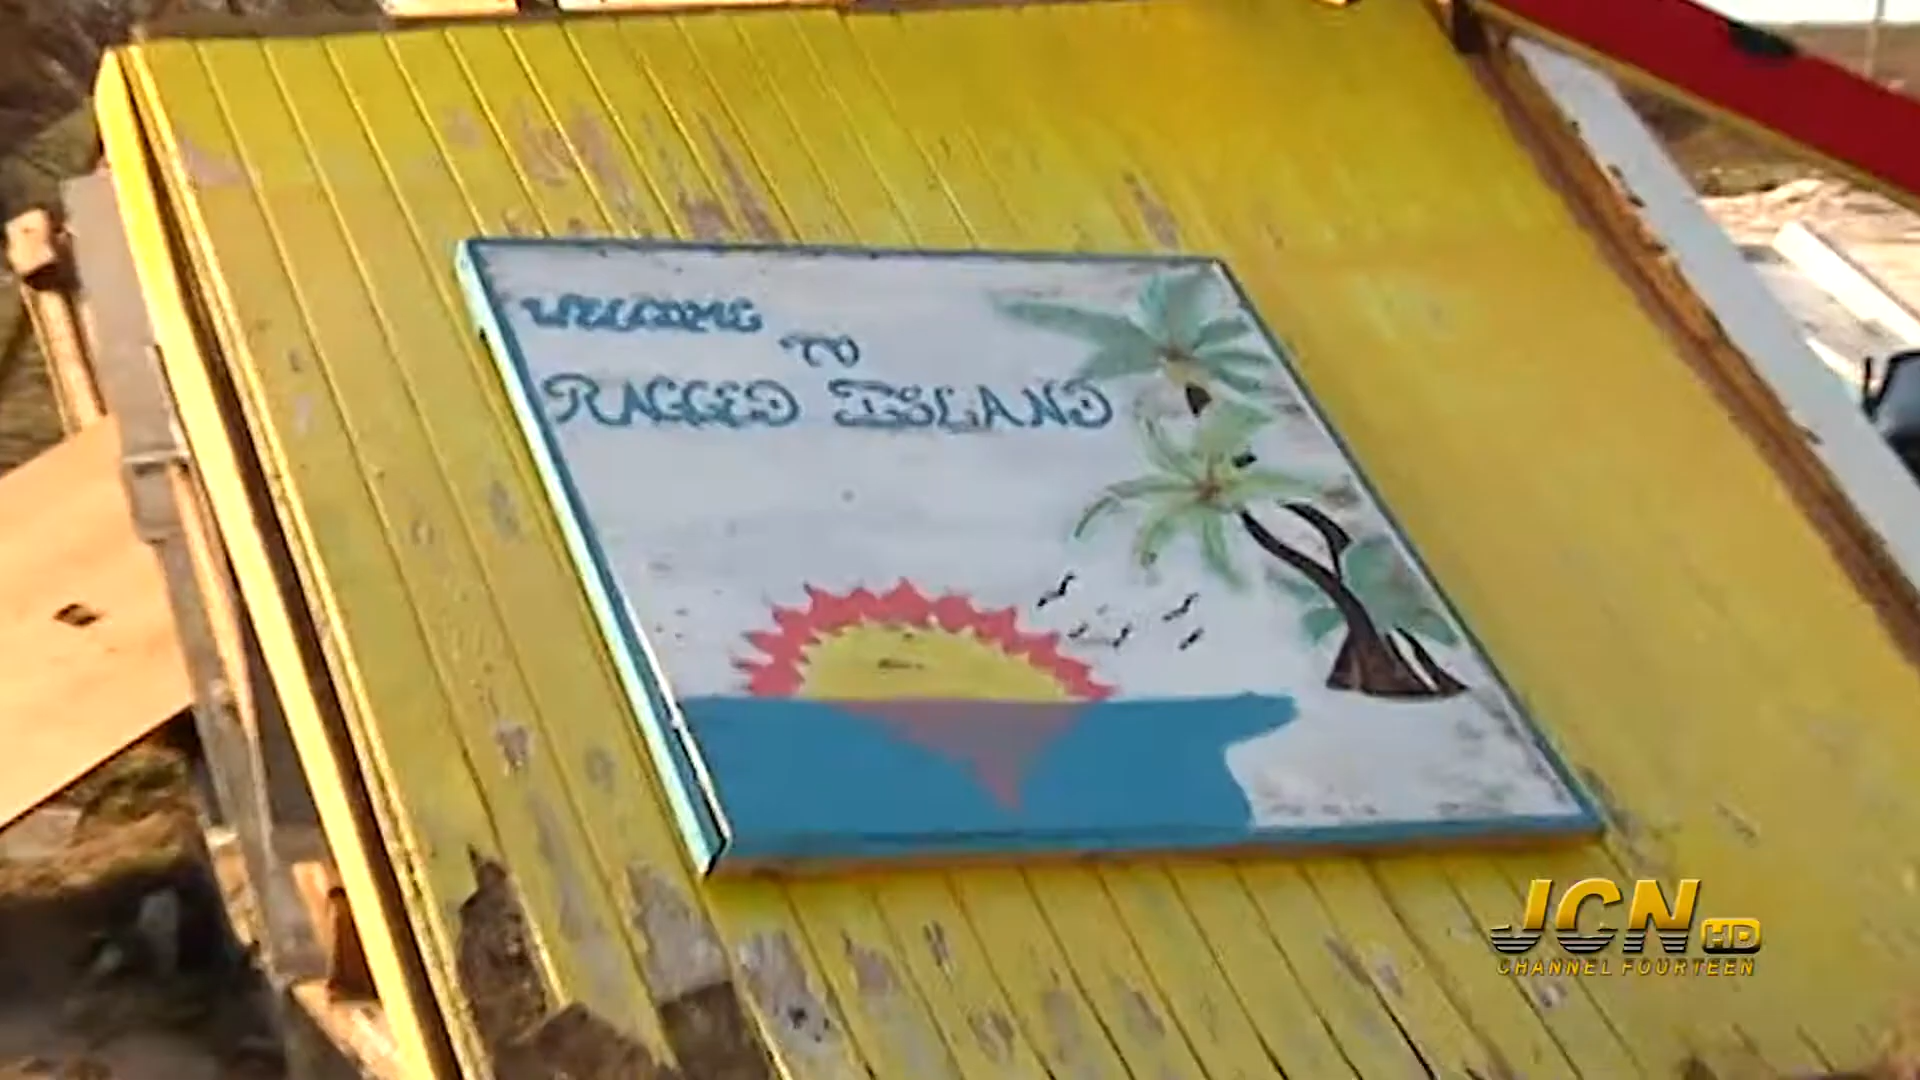 WELCOME
TO
RAGGED ISLAND
JCN HD
CHANNEL FOURTEEN